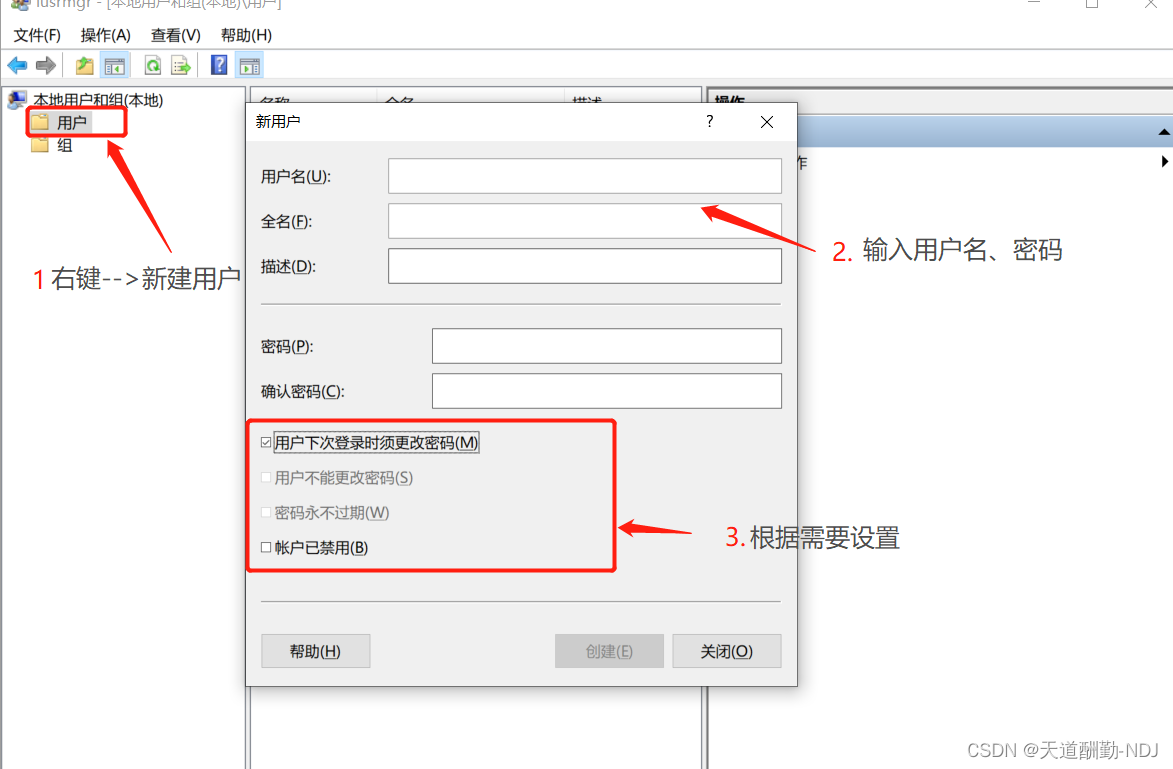 lusrmgr - [本地用户和组(本地)\用户]
文件(F) 操作(A) 查看(V) 帮助(H)
本地用户和组(本地)
用户
组
名称 全名 描述 操作
作
新用户
用户名(U):
全名(F):
描述(D):
密码(P):
确认密码(C):
用户下次登录时须更改密码(M)
用户不能更改密码(S)
密码永不过期(W)
帐户已禁用(B)
帮助(H) 创建(E) 关闭(O)
1 右键-->新建用户
2. 输入用户名、密码
3. 根据需要设置
CSDN @天道酬勤-NDJ